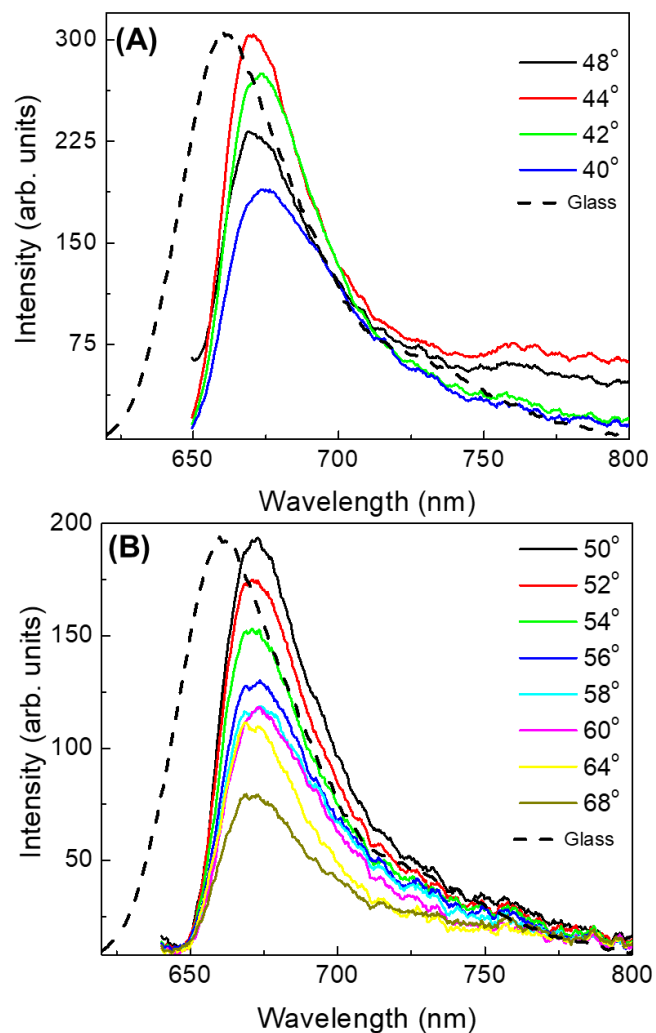 (A)
300
225
150
75
Intensity (arb. units)
48°
44°
42°
40°
Glass
650 700 750 800
Wavelength (nm)
(B)
200
150
100
50
Intensity (arb. units)
50°
52°
54°
56°
58°
60°
64°
68°
Glass
650 700 750 800
Wavelength (nm)